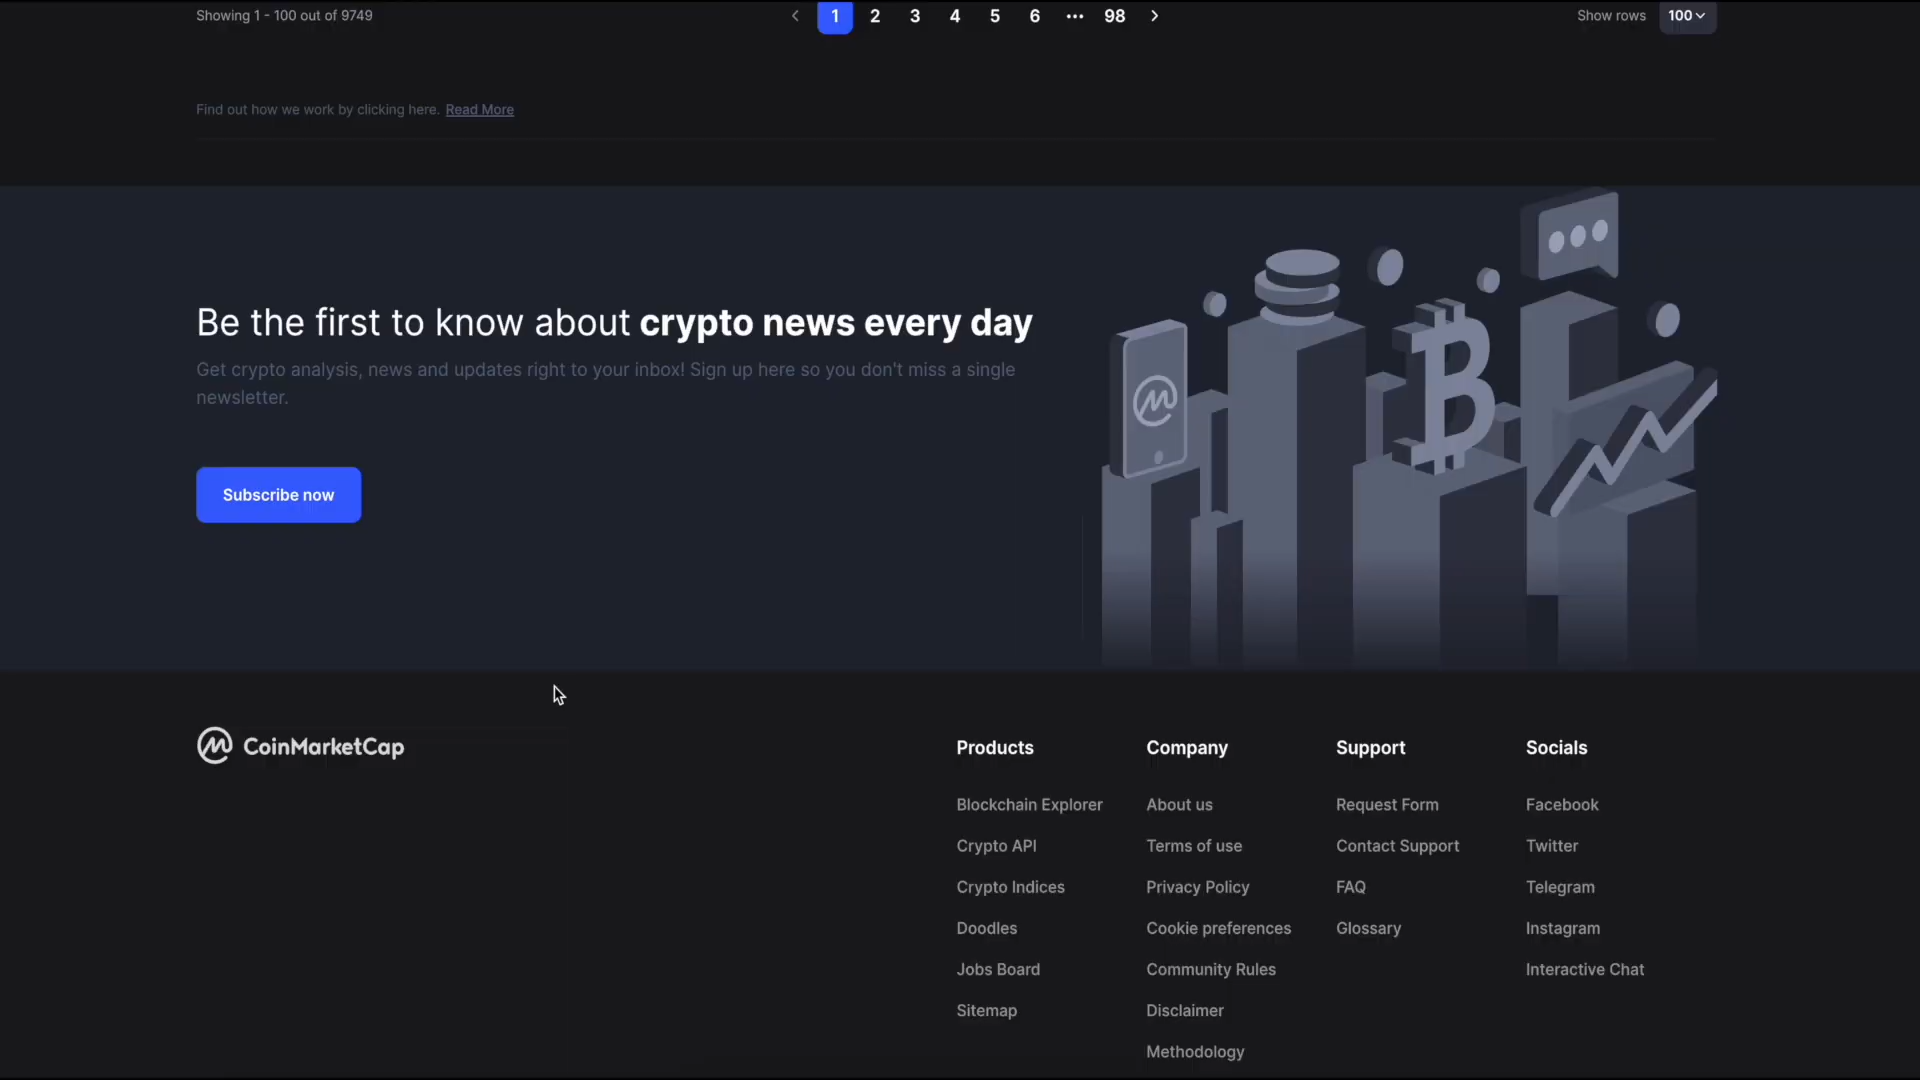 Showing 1 - 100 out of 9749
1 2 3 4 5 6 ••• 98
Show rows 100
Find out how we work by clicking here. Read More
Be the first to know about crypto news every day
Get crypto analysis, news and updates right to your inbox! Sign up here so you don't miss a single
newsletter.
Subscribe now
CoinMarketCap
Products
Blockchain Explorer
Crypto API
Crypto Indices
Doodles
Jobs Board
Sitemap
Company
About us
Terms of use
Privacy Policy
Cookie preferences
Community Rules
Disclaimer
Methodology
Support
Request Form
Contact Support
FAQ
Glossary
Socials
Facebook
Twitter
Telegram
Instagram
Interactive Chat